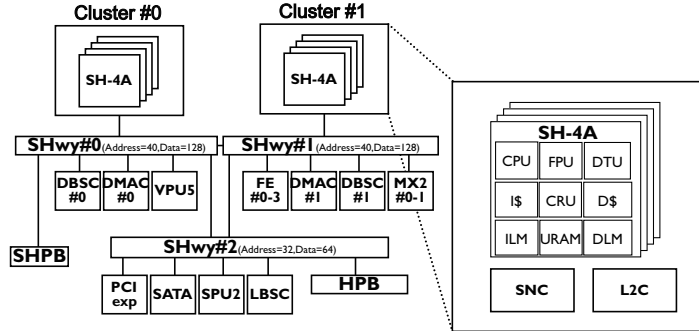 Cluster #0
Cluster #1
SH-4A
SH-4A
SHwy#0(Address=40,Data=128)
SHwy#1(Address=40,Data=128)
DBSC
#0
DMAC
#0
VPU5
FE
#0-3
DMAC
#1
DBSC
#1
MX2
#0-1
SHPB
SHwy#2(Address=32,Data=64)
PCI
exp
SATA
SPU2
LBSC
HPB
SH-4A
CPU
FPU
DTU
I$
CRU
D$
ILM
URAM
DLM
SNC
L2C